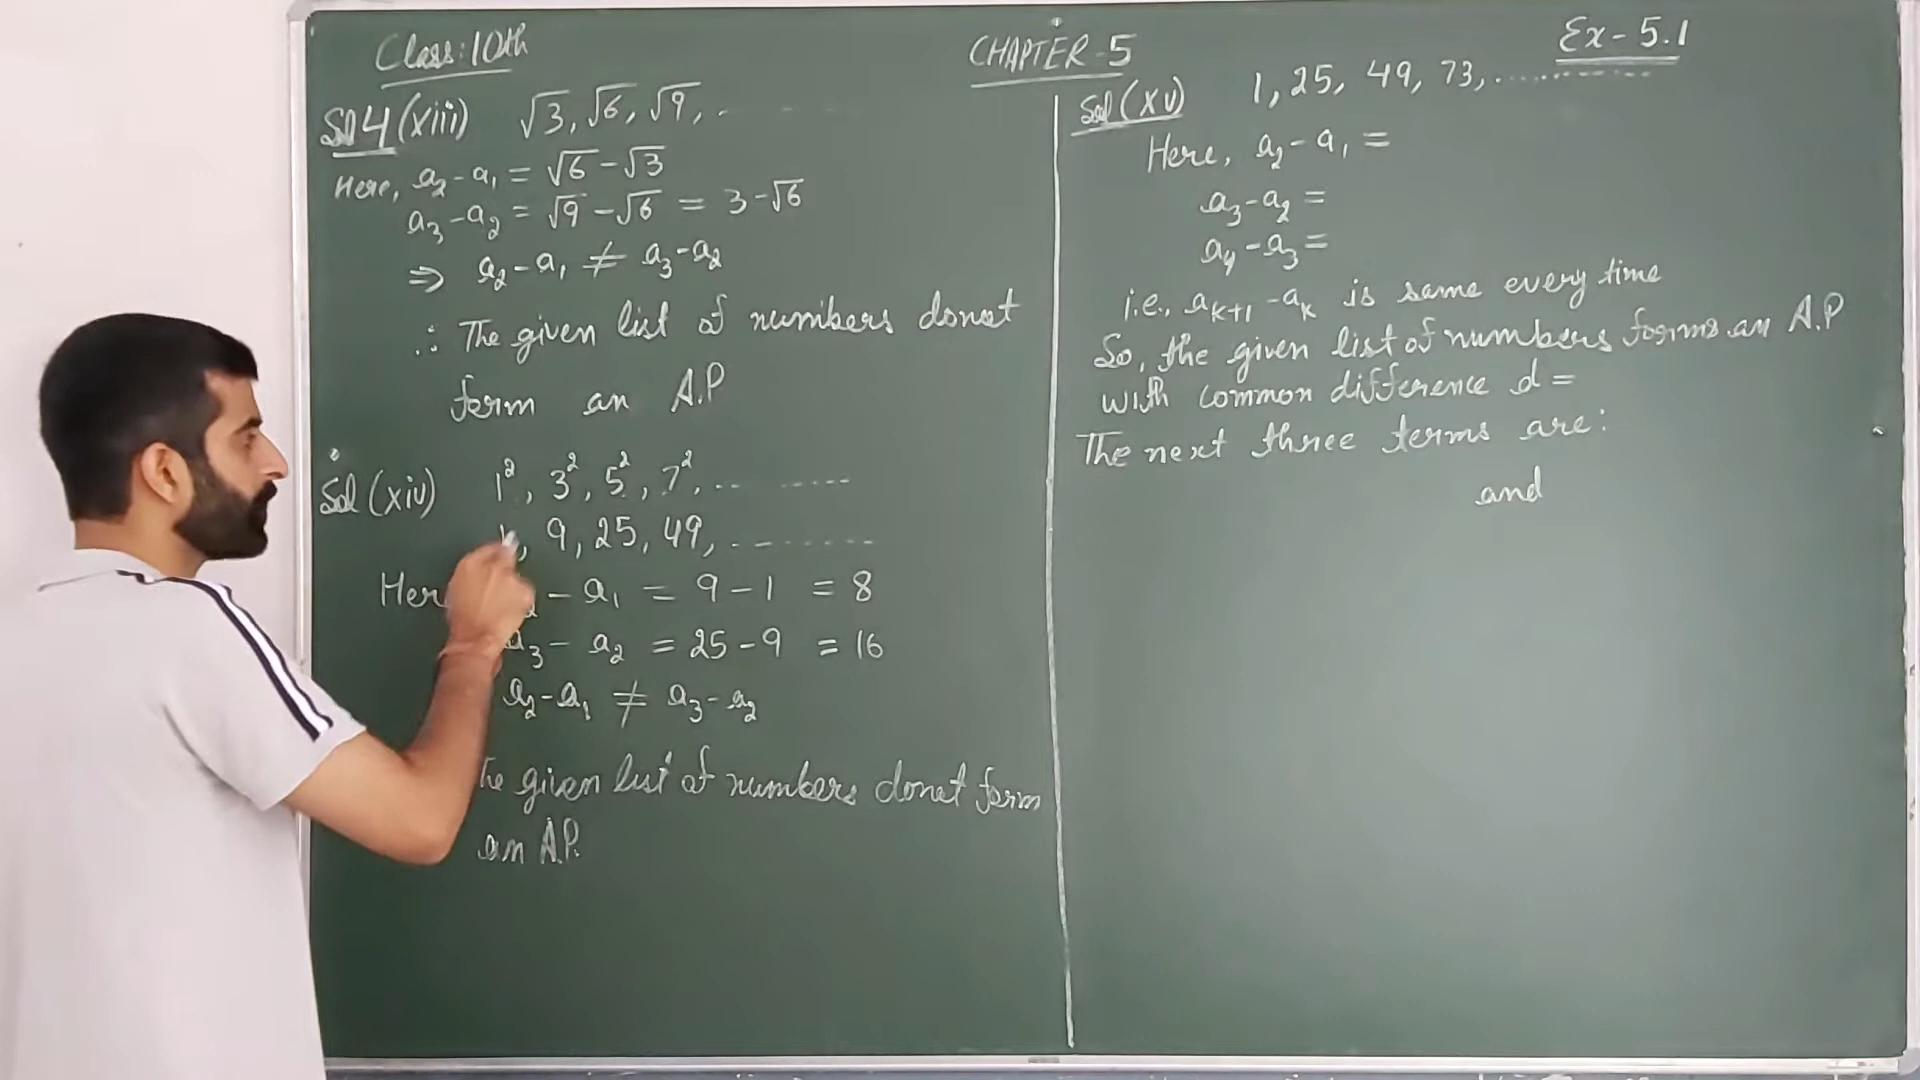 Class: 10th
CHAPTER-5
Ex-5.1
Sol 4 (xiii) √3, √6, √9, ........
Here, a₂-a₁ = √6-√3
a₃-a₂ = √9-√6 = 3-√6
⇒ a₂-a₁ ≠ a₃-a₂
∴ The given list of numbers donot
form an A.P
Sol (xiv) 1², 3², 5², 7², ........
1, 9, 25, 49, ........
Here a₂ - a₁ = 9-1 = 8
a₃ - a₂ = 25-9 = 16
a₂-a₁ ≠ a₃-a₂
The given list of numbers donot form
an A.P.
Sol (xv) 1, 25, 49, 73, ........
Here, a₂-a₁ =
a₃-a₂ =
a₄-a₃ =
i.e., aₖ₊₁ -aₖ is same every time
So, the given list of numbers forms an A.P
with common difference d =
The next three terms are:
and